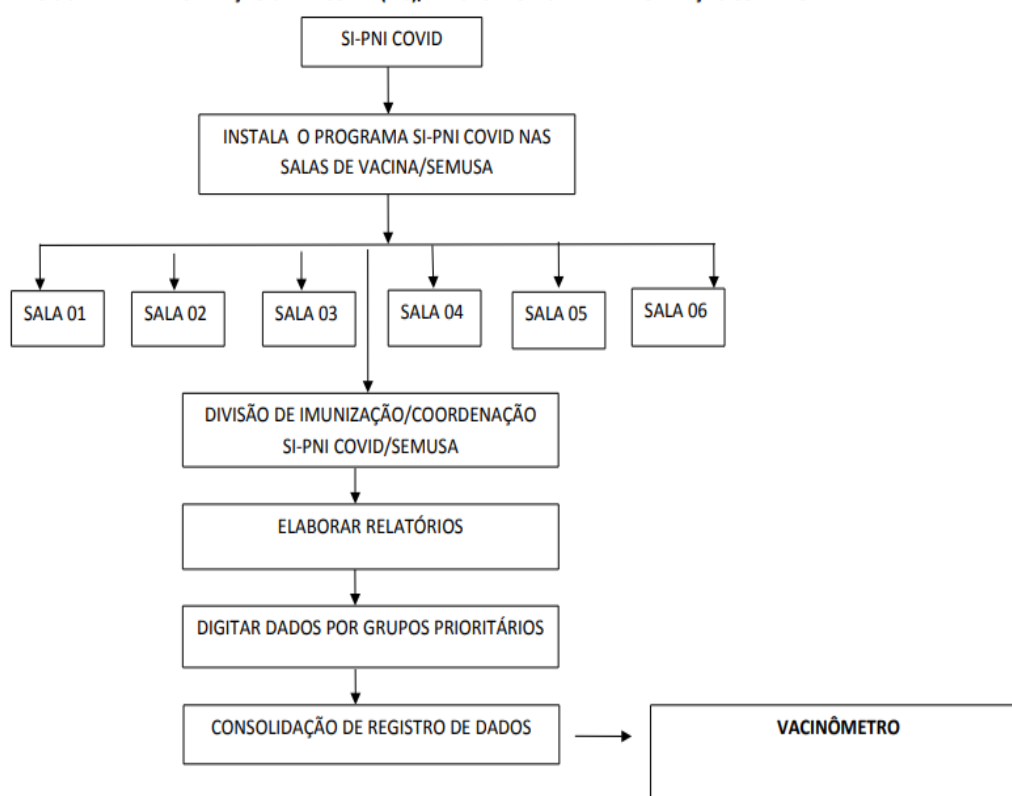 SI-PNI COVID
INSTALA O PROGRAMA SI-PNI COVID NAS
SALAS DE VACINA/SEMUSA
SALA 01
SALA 02
SALA 03
SALA 04
SALA 05
SALA 06
DIVISÃO DE IMUNIZAÇÃO/COORDENAÇÃO
SI-PNI COVID/SEMUSA
ELABORAR RELATÓRIOS
DIGITAR DADOS POR GRUPOS PRIORITÁRIOS
CONSOLIDAÇÃO DE REGISTRO DE DADOS
VACINÔMETRO